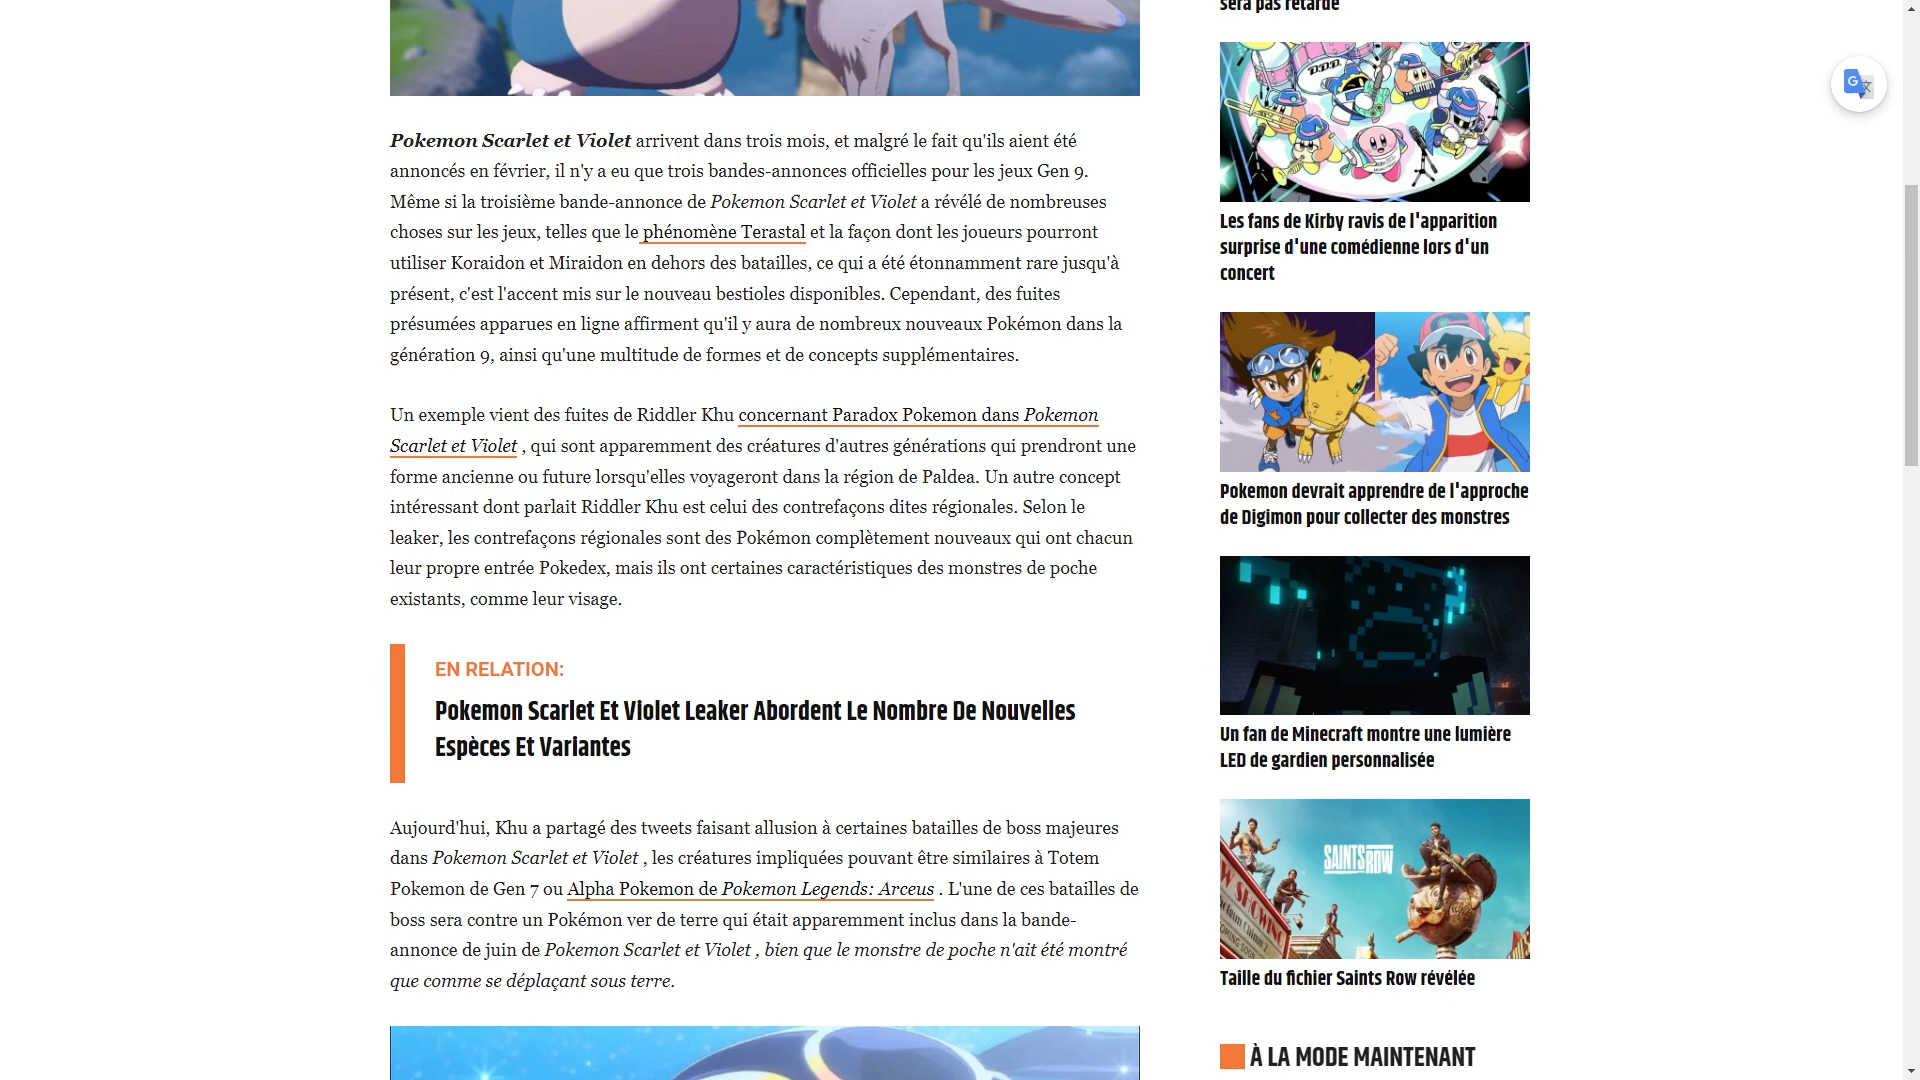 Pokemon Scarlet et Violet arrivent dans trois mois, et malgré le fait qu'ils aient été
annoncés en février, il n'y a eu que trois bandes-annonces officielles pour les jeux Gen 9.
Même si la troisième bande-annonce de Pokemon Scarlet et Violet a révélé de nombreuses
choses sur les jeux, telles que le phénomène Terastal et la façon dont les joueurs pourront
utiliser Koraidon et Miraidon en dehors des batailles, ce qui a été étonnamment rare jusqu'à
présent, c'est l'accent mis sur le nouveau bestioles disponibles. Cependant, des fuites
présumées apparues en ligne affirment qu'il y aura de nombreux nouveaux Pokémon dans la
génération 9, ainsi qu'une multitude de formes et de concepts supplémentaires.
Un exemple vient des fuites de Riddler Khu concernant Paradox Pokemon dans Pokemon
Scarlet et Violet , qui sont apparemment des créatures d'autres générations qui prendront une
forme ancienne ou future lorsqu'elles voyageront dans la région de Paldea. Un autre concept
intéressant dont parlait Riddler Khu est celui des contrefaçons dites régionales. Selon le
leaker, les contrefaçons régionales sont des Pokémon complètement nouveaux qui ont chacun
leur propre entrée Pokedex, mais ils ont certaines caractéristiques des monstres de poche
existants, comme leur visage.
EN RELATION:
Pokemon Scarlet Et Violet Leaker Abordent Le Nombre De Nouvelles
Espèces Et Variantes
Aujourd'hui, Khu a partagé des tweets faisant allusion à certaines batailles de boss majeures
dans Pokemon Scarlet et Violet , les créatures impliquées pouvant être similaires à Totem
Pokemon de Gen 7 ou Alpha Pokemon de Pokemon Legends: Arceus . L'une de ces batailles de
boss sera contre un Pokémon ver de terre qui était apparemment inclus dans la bande-
annonce de juin de Pokemon Scarlet et Violet , bien que le monstre de poche n'ait été montré
que comme se déplaçant sous terre.
sera pas retardé
D.D.D.
Les fans de Kirby ravis de l'apparition
surprise d'une comédienne lors d'un
concert
Pokemon devrait apprendre de l'approche
de Digimon pour collecter des monstres
Un fan de Minecraft montre une lumière
LED de gardien personnalisée
SAINTS ROW
W SHOWING
COMING SOON
Taille du fichier Saints Row révélée
À LA MODE MAINTENANT